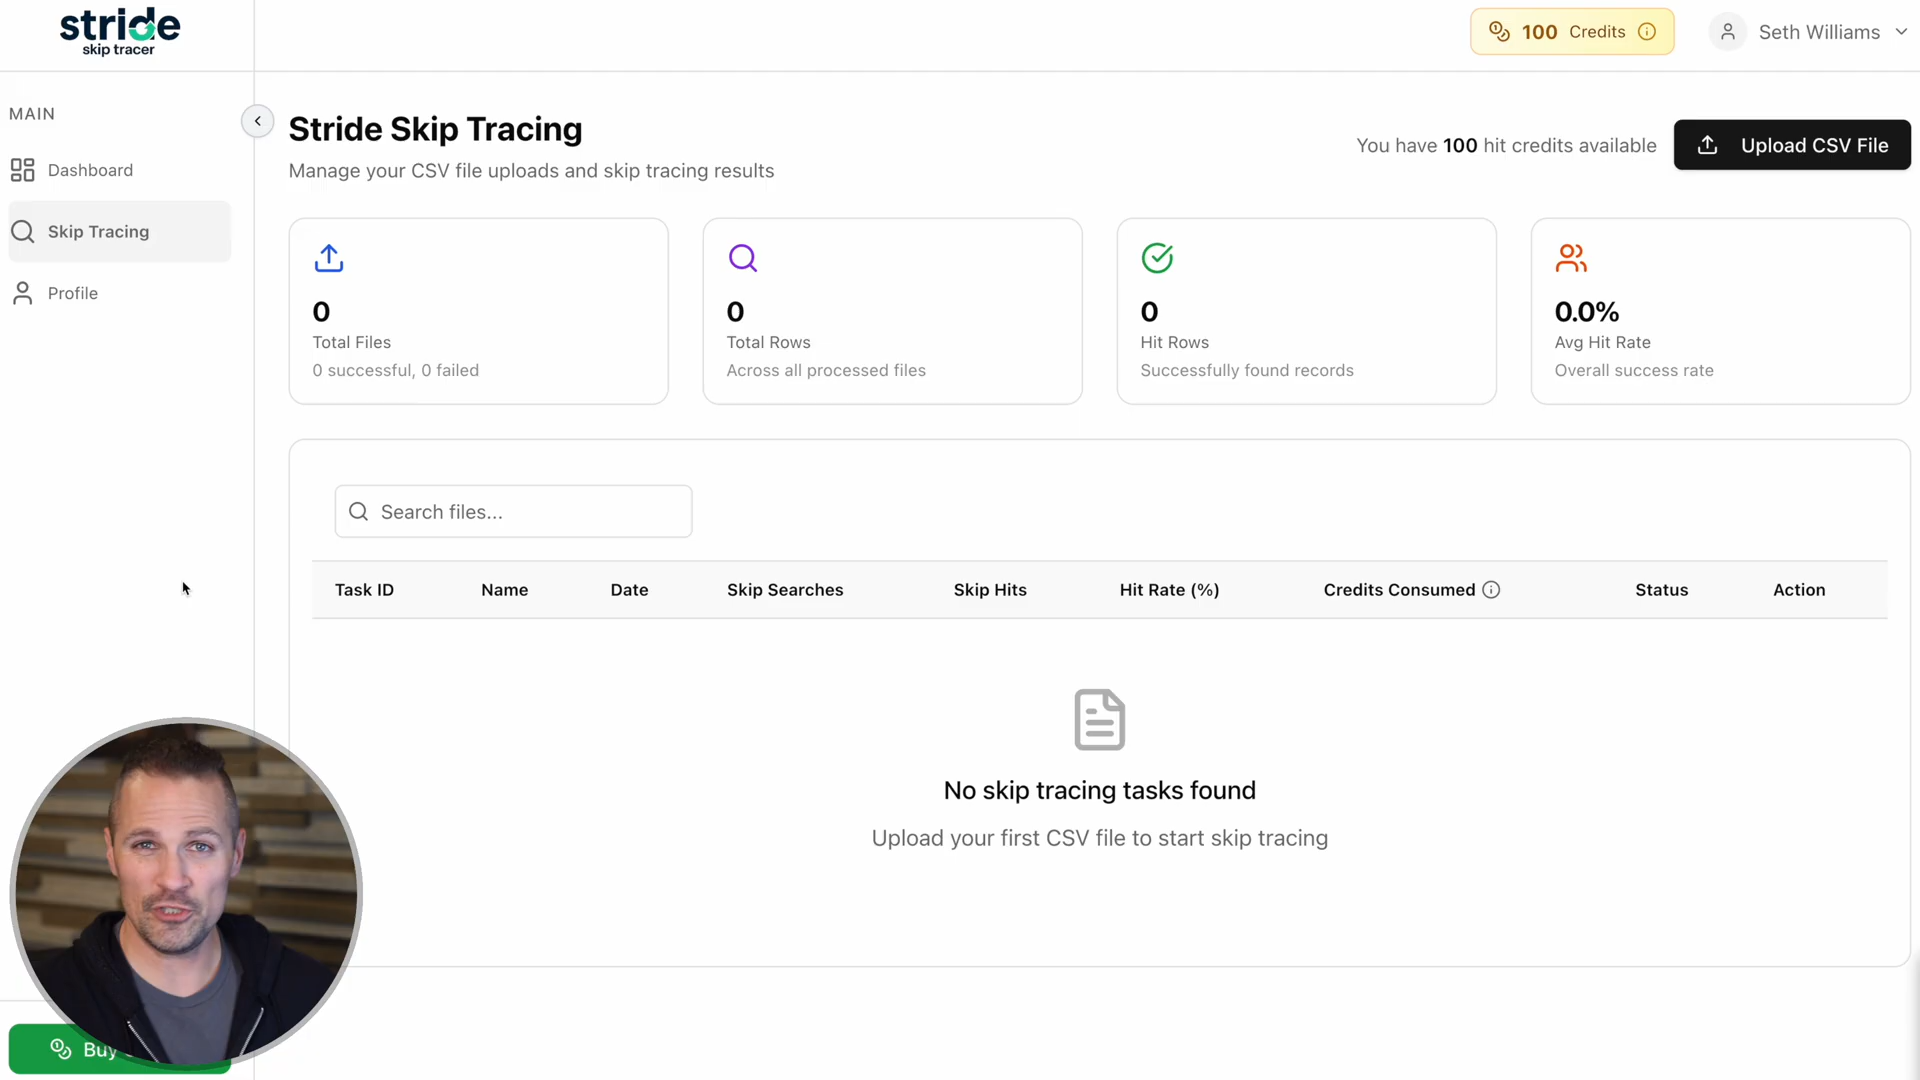 stride
skip tracer
100 Credits
Seth Williams
MAIN
Dashboard
Skip Tracing
Profile
Stride Skip Tracing
Manage your CSV file uploads and skip tracing results
You have 100 hit credits available
Upload CSV File
0
Total Files
0 successful, 0 failed
0
Total Rows
Across all processed files
0
Hit Rows
Successfully found records
0.0%
Avg Hit Rate
Overall success rate
Search files...
Task ID Name Date Skip Searches Skip Hits Hit Rate (%) Credits Consumed Status Action
No skip tracing tasks found
Upload your first CSV file to start skip tracing
Buy